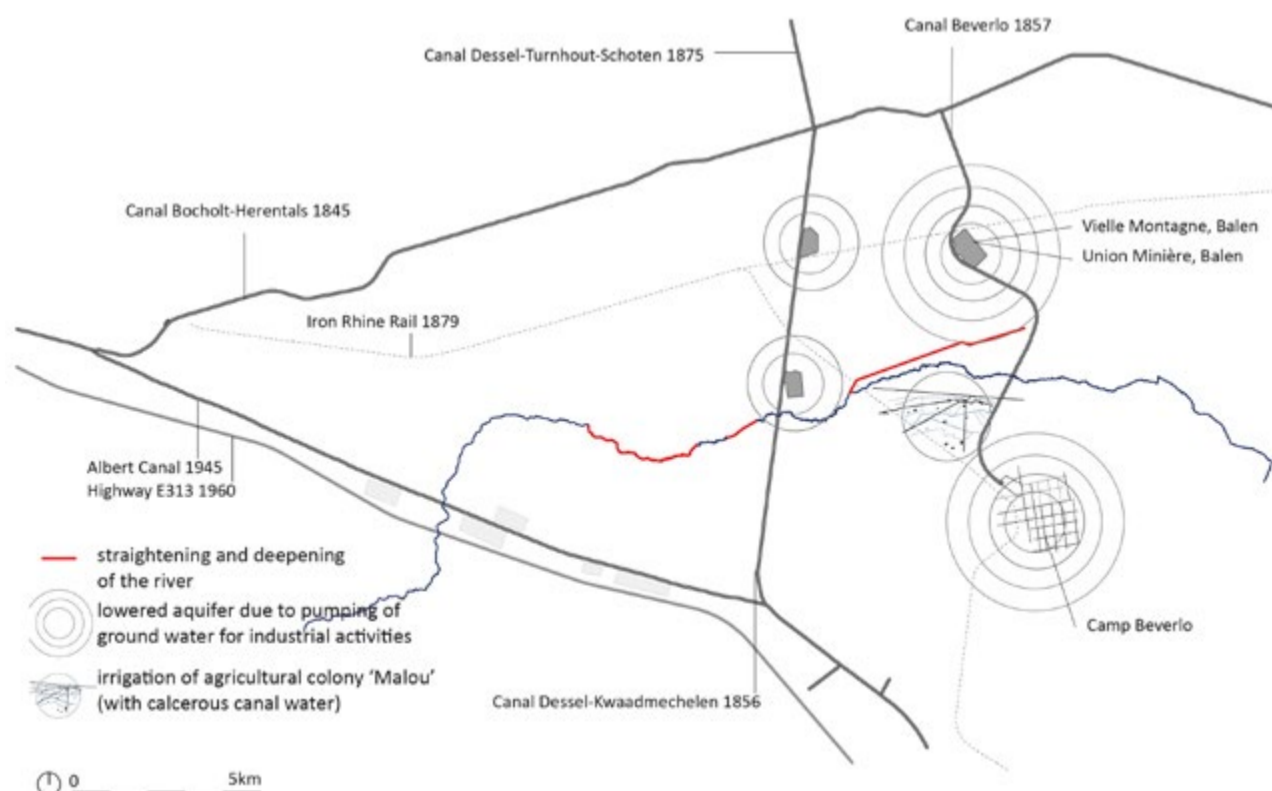 Canal Beverlo 1857
Canal Dessel-Turnhout-Schoten 1875
Canal Bocholt-Herentals 1845
Vielle Montagne, Balen
Union Minière, Balen
Iron Rhine Rail 1879
Albert Canal 1945
Highway E313 1960
straightening and deepening
of the river
lowered aquifer due to pumping of
ground water for industrial activities
Camp Beverlo
irrigation of agricultural colony ‘Malou’
(with calcerous canal water)
Canal Dessel-Kwaadmechelen 1856
0 5km